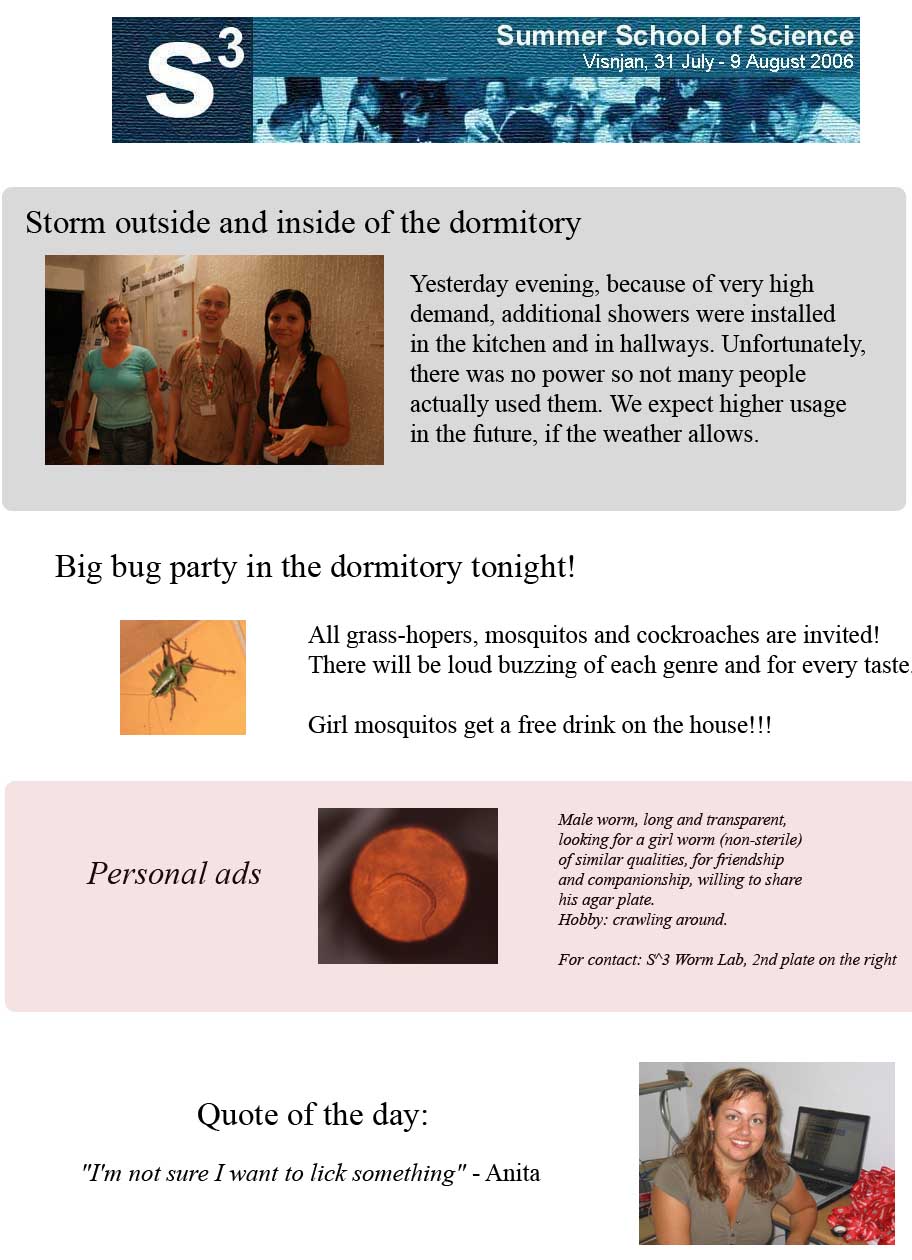 S3
Summer School of Science
Visnjan, 31 July - 9 August 2006
Storm outside and inside of the dormitory
S3 Summer School of Science 2006
Yesterday evening, because of very high
demand, additional showers were installed
in the kitchen and in hallways. Unfortunately,
there was no power so not many people
actually used them. We expect higher usage
in the future, if the weather allows.
Big bug party in the dormitory tonight!
All grass-hopers, mosquitos and cockroaches are invited!
There will be loud buzzing of each genre and for every taste.
Girl mosquitos get a free drink on the house!!!
Personal ads
Male worm, long and transparent,
looking for a girl worm (non-sterile)
of similar qualities, for friendship
and companionship, willing to share
his agar plate.
Hobby: crawling around.
For contact: S^3 Worm Lab, 2nd plate on the right
Quote of the day:
"I'm not sure I want to lick something" - Anita